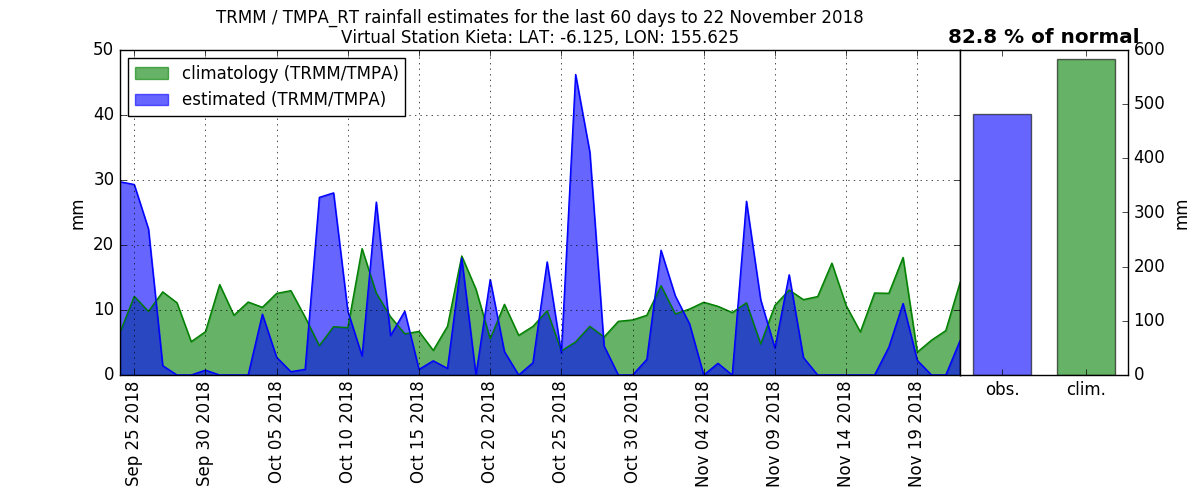 TRMM / TMPA_RT rainfall estimates for the last 60 days to 22 November 2018
Virtual Station Kieta: LAT: -6.125, LON: 155.625
82.8 % of normal
climatology (TRMM/TMPA)
estimated (TRMM/TMPA)
50
40
30
20
10
0
mm
Sep 25 2018
Sep 30 2018
Oct 05 2018
Oct 10 2018
Oct 15 2018
Oct 20 2018
Oct 25 2018
Oct 30 2018
Nov 04 2018
Nov 09 2018
Nov 14 2018
Nov 19 2018
obs.
clim.
600
500
400
300
200
100
0
mm